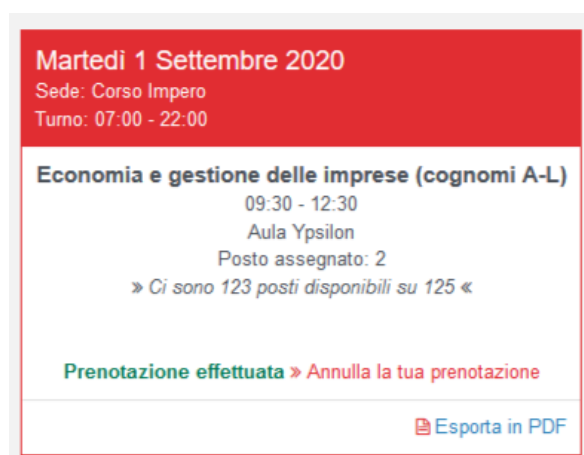 Martedì 1 Settembre 2020
Sede: Corso Impero
Turno: 07:00 - 22:00
Economia e gestione delle imprese (cognomi A-L)
09:30 - 12:30
Aula Ypsilon
Posto assegnato: 2
» Ci sono 123 posti disponibili su 125 «
Prenotazione effettuata » Annulla la tua prenotazione
Esporta in PDF